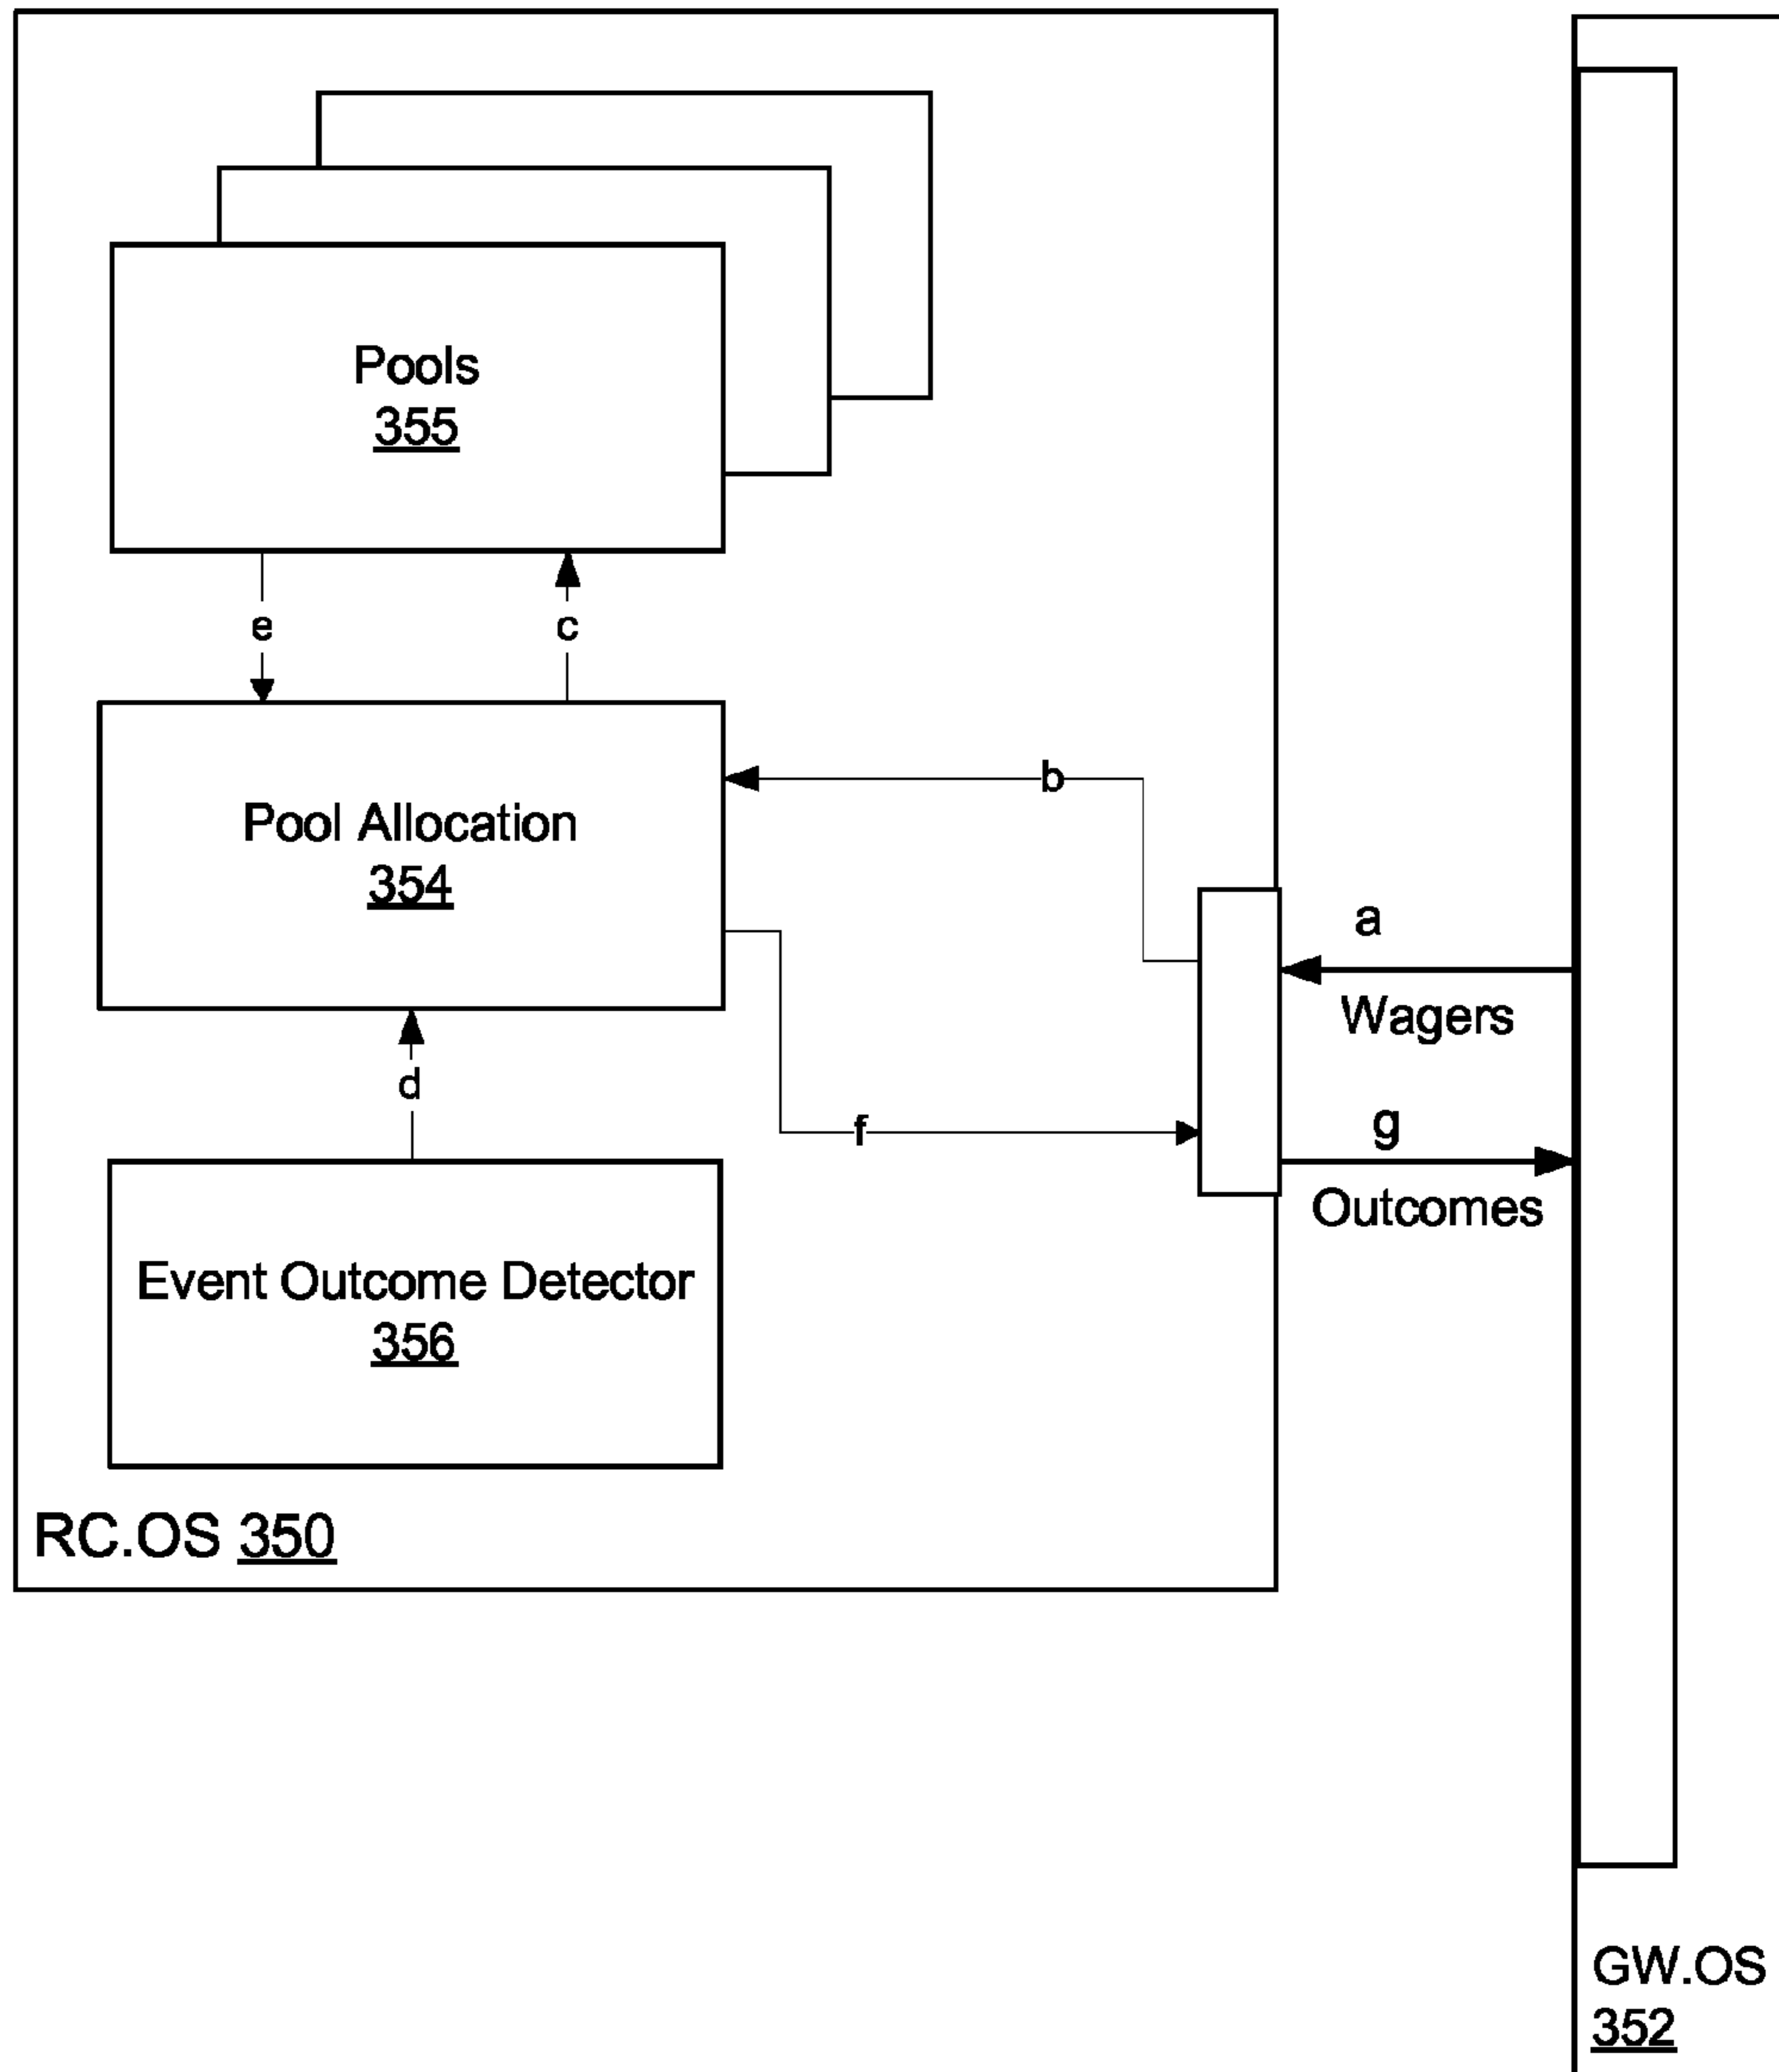 Pools
355
e
c
b
Pool Allocation
354
a
Wagers
d
f
g
Outcomes
Event Outcome Detector
356
RC.OS 350
GW.OS
352